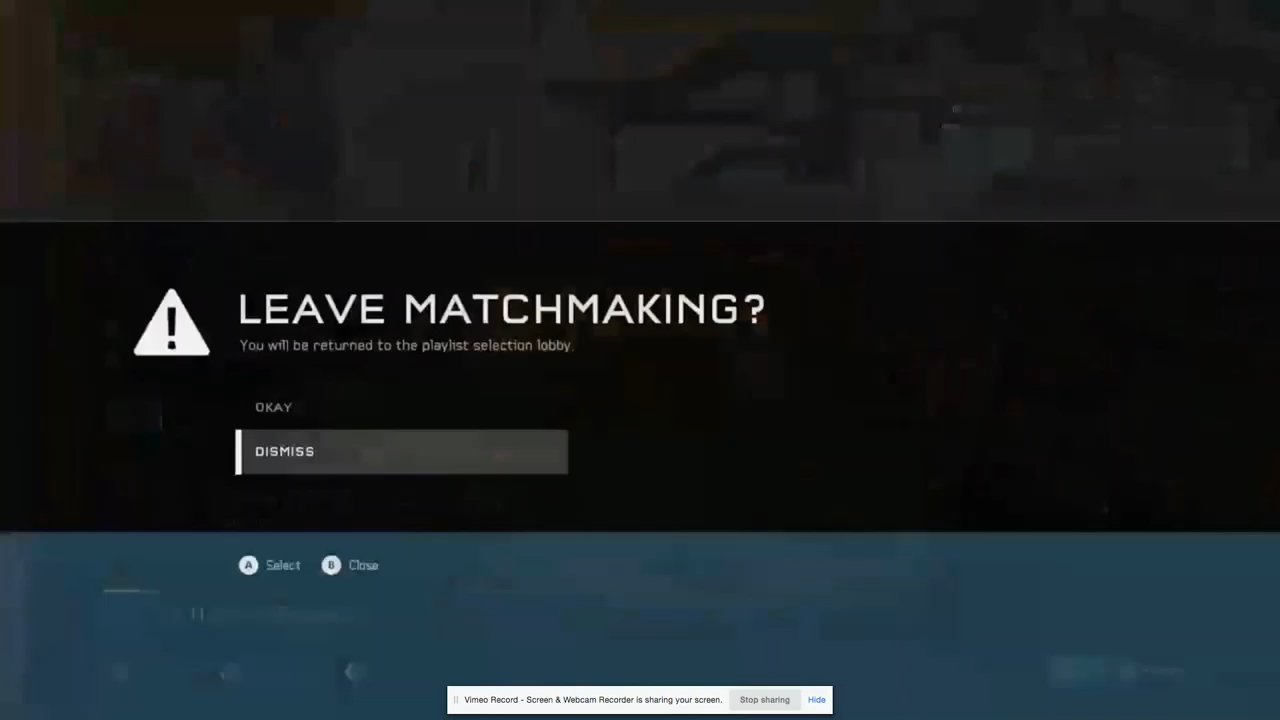 LEAVE MATCHMAKING?
You will be returned to the playlist selection lobby.
OKAY
DISMISS
A Select B Close
Vimeo Record - Screen & Webcam Recorder is sharing your screen. Stop sharing Hide